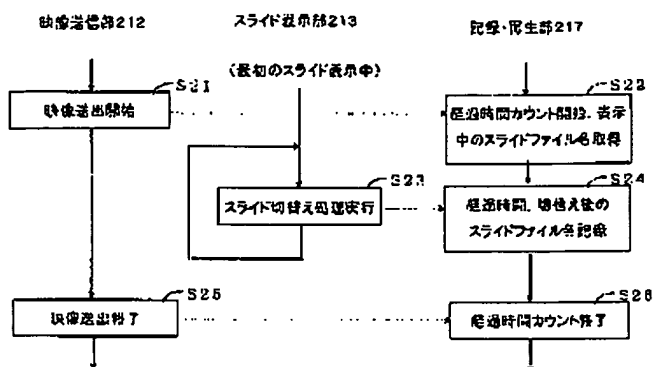 映像送信部212
スライド表示部213
記録・再生部217
(最初のスライド表示中)
S21
映像送出開始
S22
経過時間カウント開始、表示
中のスライドファイル名取得
S23
スライド切替え処理実行
S24
経過時間、切替え後の
スライドファイル名記録
S25
映像送出終了
S26
経過時間カウント終了